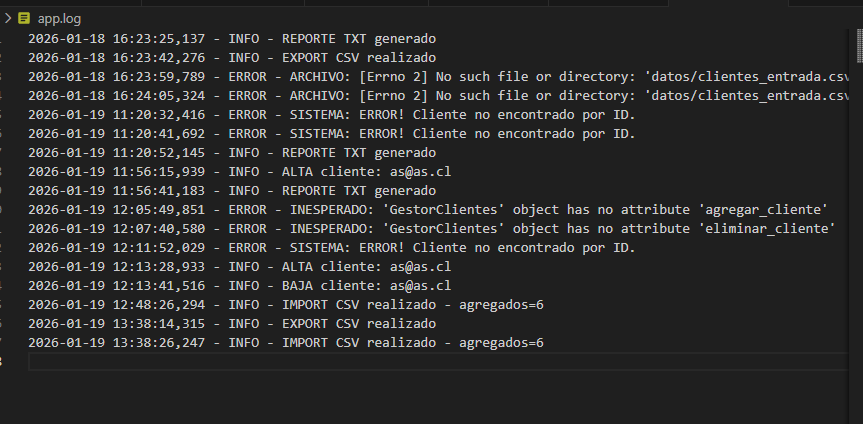 app.log
2026-01-18 16:23:25,137 - INFO - REPORTE TXT generado
2026-01-18 16:23:42,276 - INFO - EXPORT CSV realizado
2026-01-18 16:23:59,789 - ERROR - ARCHIVO: [Errno 2] No such file or directory: 'datos/clientes_entrada.csv
2026-01-18 16:24:05,324 - ERROR - ARCHIVO: [Errno 2] No such file or directory: 'datos/clientes_entrada.csv
2026-01-19 11:20:32,416 - ERROR - SISTEMA: ERROR! Cliente no encontrado por ID.
2026-01-19 11:20:41,692 - ERROR - SISTEMA: ERROR! Cliente no encontrado por ID.
2026-01-19 11:20:52,145 - INFO - REPORTE TXT generado
2026-01-19 11:56:15,939 - INFO - ALTA cliente: as@as.cl
2026-01-19 11:56:41,183 - INFO - REPORTE TXT generado
2026-01-19 12:05:49,851 - ERROR - INESPERADO: 'GestorClientes' object has no attribute 'agregar_cliente'
2026-01-19 12:07:40,580 - ERROR - INESPERADO: 'GestorClientes' object has no attribute 'eliminar_cliente'
2026-01-19 12:11:52,029 - ERROR - SISTEMA: ERROR! Cliente no encontrado por ID.
2026-01-19 12:13:28,933 - INFO - ALTA cliente: as@as.cl
2026-01-19 12:13:41,516 - INFO - BAJA cliente: as@as.cl
2026-01-19 12:48:26,294 - INFO - IMPORT CSV realizado - agregados=6
2026-01-19 13:38:14,315 - INFO - EXPORT CSV realizado
2026-01-19 13:38:26,247 - INFO - IMPORT CSV realizado - agregados=6